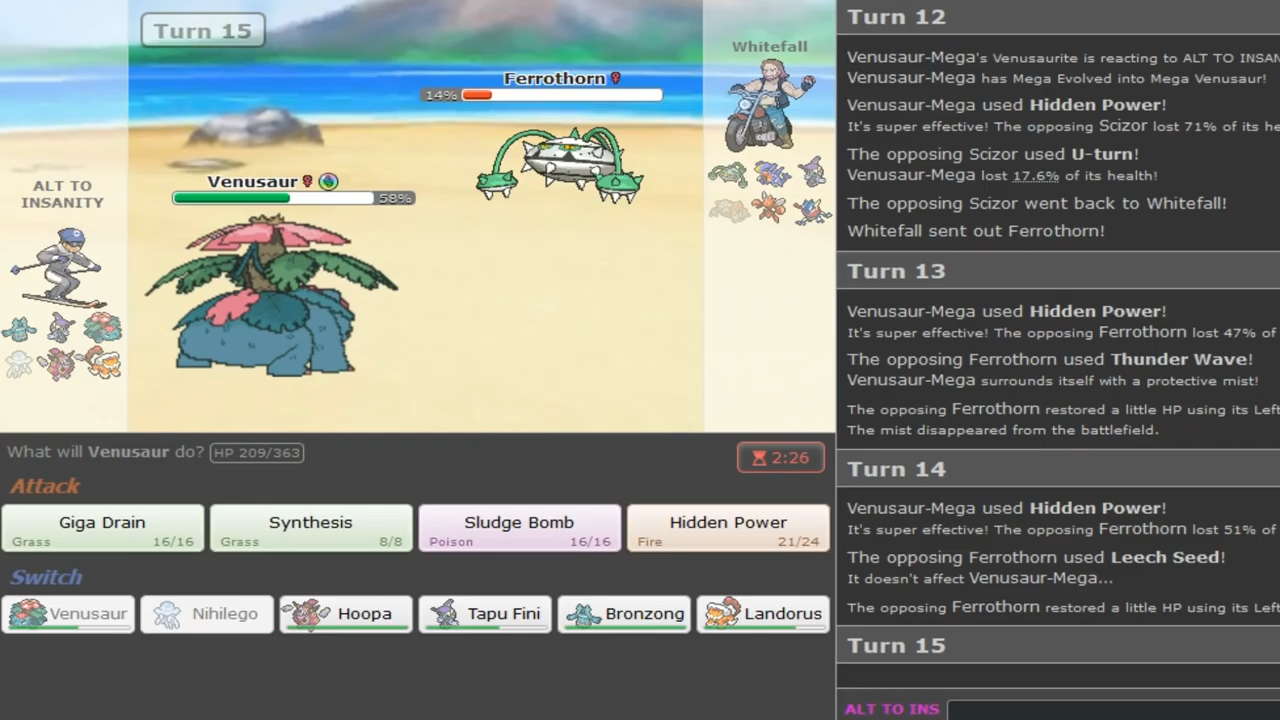 Turn 15
Whitefall
Ferrothorn
14%
Venusaur
58%
ALT TO
INSANITY
What will Venusaur do? HP 209/363
2:26
Attack
Giga Drain
Grass 16/16
Synthesis
Grass 8/8
Sludge Bomb
Poison 16/16
Hidden Power
Fire 21/24
Switch
Venusaur
Nihilego
Hoopa
Tapu Fini
Bronzong
Landorus
Turn 12
Venusaur-Mega's Venusaurite is reacting to ALT TO INSAN
Venusaur-Mega has Mega Evolved into Mega Venusaur!
Venusaur-Mega used Hidden Power!
It's super effective! The opposing Scizor lost 71% of its he
The opposing Scizor used U-turn!
Venusaur-Mega lost 17.6% of its health!
The opposing Scizor went back to Whitefall!
Whitefall sent out Ferrothorn!
Turn 13
Venusaur-Mega used Hidden Power!
It's super effective! The opposing Ferrothorn lost 47% of
The opposing Ferrothorn used Thunder Wave!
Venusaur-Mega surrounds itself with a protective mist!
The opposing Ferrothorn restored a little HP using its Left
The mist disappeared from the battlefield.
Turn 14
Venusaur-Mega used Hidden Power!
It's super effective! The opposing Ferrothorn lost 51% of
The opposing Ferrothorn used Leech Seed!
It doesn't affect Venusaur-Mega...
The opposing Ferrothorn restored a little HP using its Left
Turn 15
ALT TO INS